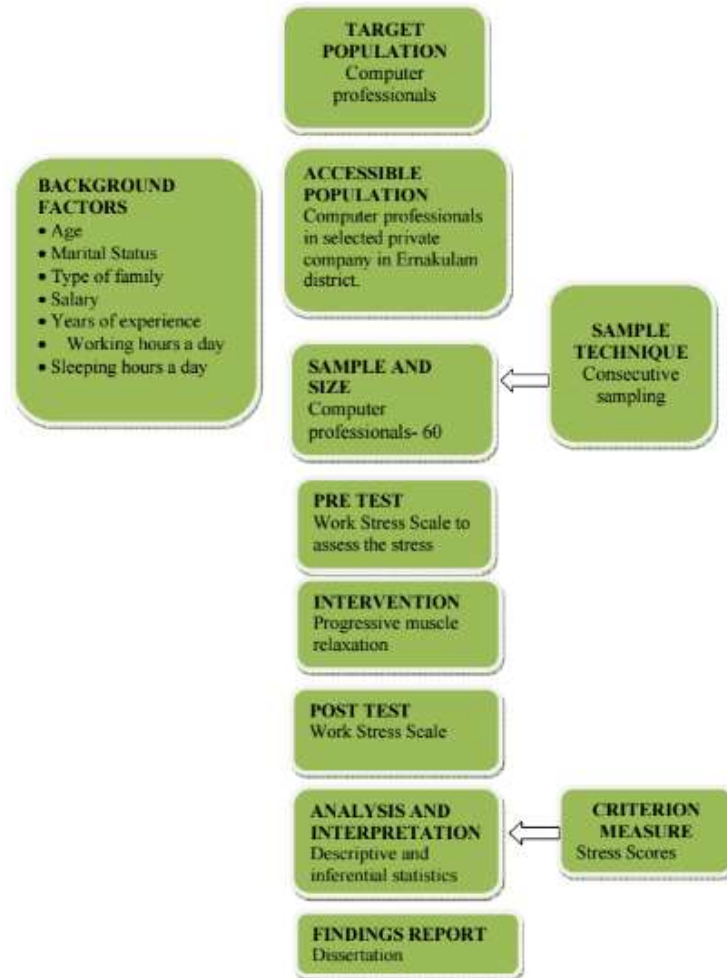 TARGET
POPULATION
Computer
professionals
BACKGROUND
FACTORS
• Age
• Marital Status
• Type of family
• Salary
• Years of experience
• Working hours a day
• Sleeping hours a day
ACCESSIBLE
POPULATION
Computer professionals
in selected private
company in Ernakulam
district.
SAMPLE AND
SIZE
Computer
professionals- 60
SAMPLE
TECHNIQUE
Consecutive
sampling
PRE TEST
Work Stress Scale to
assess the stress
INTERVENTION
Progressive muscle
relaxation
POST TEST
Work Stress Scale
ANALYSIS AND
INTERPRETATION
Descriptive and
inferential statistics
CRITERION
MEASURE
Stress Scores
FINDINGS REPORT
Dissertation